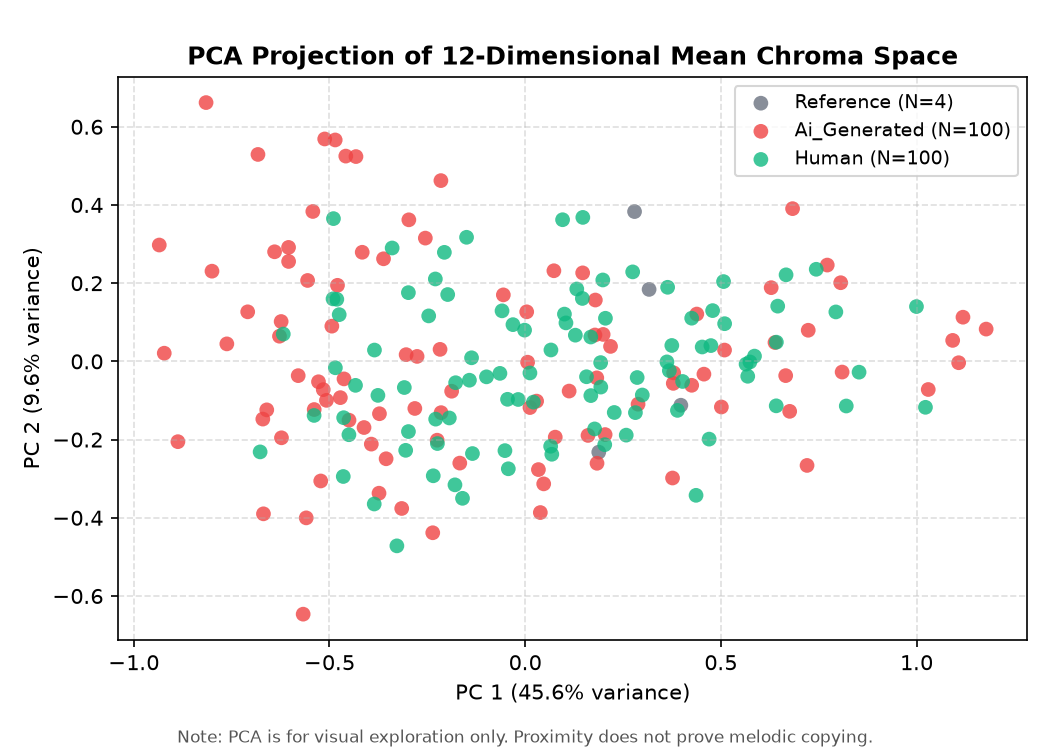 PCA Projection of 12-Dimensional Mean Chroma Space
Reference (N=4)
Ai_Generated (N=100)
Human (N=100)
PC 2 (9.6% variance)
0.6
0.4
0.2
0.0
−0.2
−0.4
−0.6
−1.0
−0.5
0.0
0.5
1.0
PC 1 (45.6% variance)
Note: PCA is for visual exploration only. Proximity does not prove melodic copying.